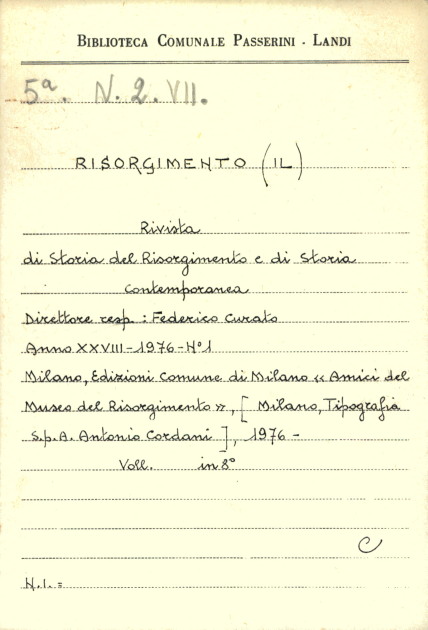 BIBLIOTECA COMUNALE PASSERINI - LANDI
5ª. N. 2. VII.
RISORGIMENTO (IL)
Rivista
di Storia del Risorgimento e di Storia
Contemporanea
Direttore resp. : Federico Curato
Anno XXVIII-1976-N°1
Milano, Edizioni Comune di Milano << Amici del
Museo del Risorgimento >>, [ Milano, Tipografia
S.p.A. Antonio Cordani ], 1976 -
Voll. in 8°
C
N.I. =